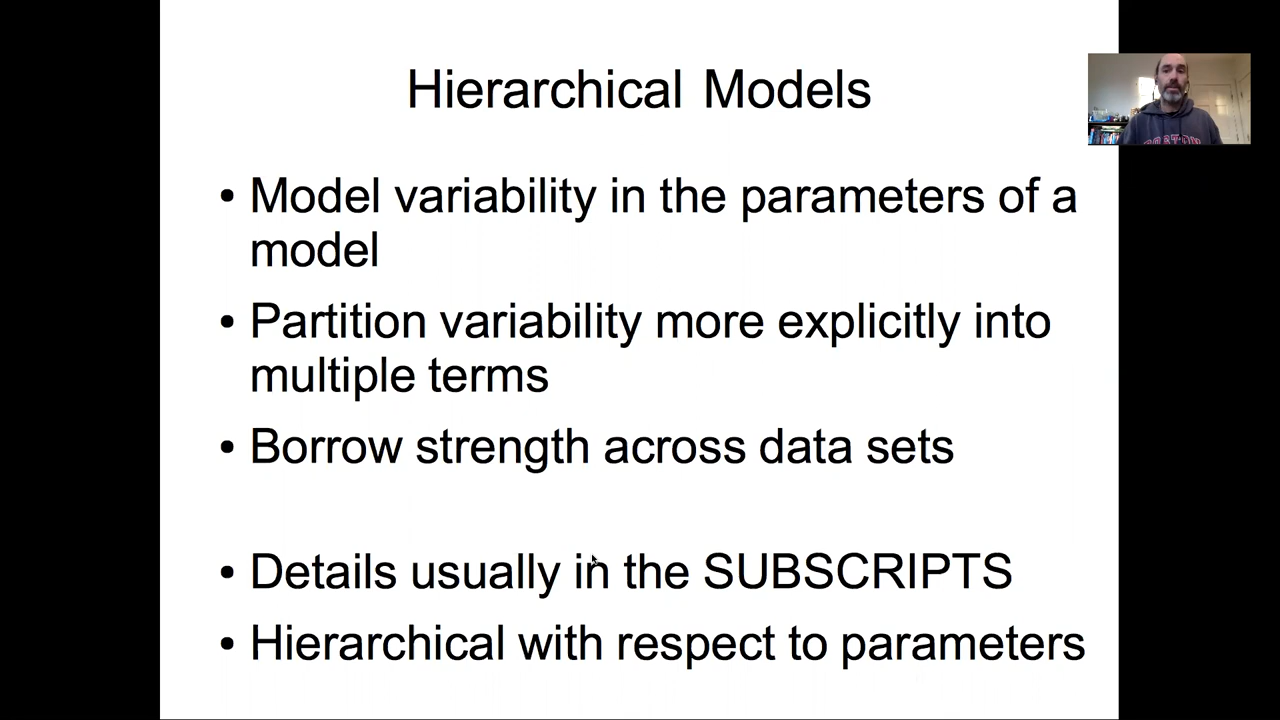 Hierarchical Models
• Model variability in the parameters of a
model
• Partition variability more explicitly into
multiple terms
• Borrow strength across data sets
• Details usually in the SUBSCRIPTS
• Hierarchical with respect to parameters